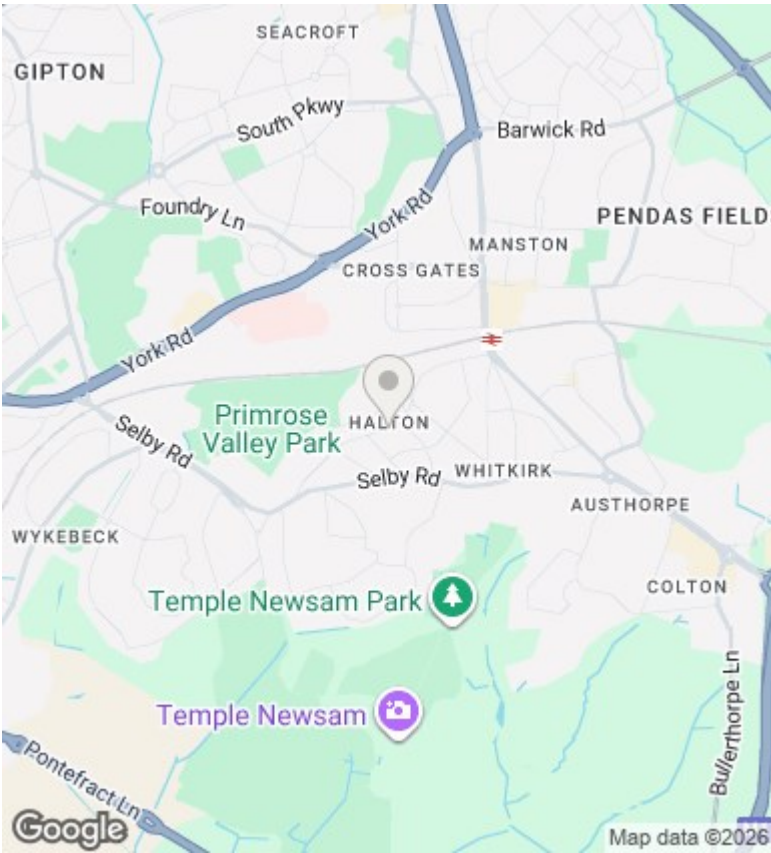 SEACROFT
GIPTON
South Pkwy
Barwick Rd
Foundry Ln
York Rd
PENDAS FIELD
MANSTON
CROSS GATES
York Rd
Primrose
Valley Park
HALTON
Selby Rd
Selby Rd
WHITKIRK
AUSTHORPE
WYKEBECK
COLTON
Temple Newsam Park
Temple Newsam
Bullerthorpe Ln
Pontefract Ln
Google
Map data ©2026